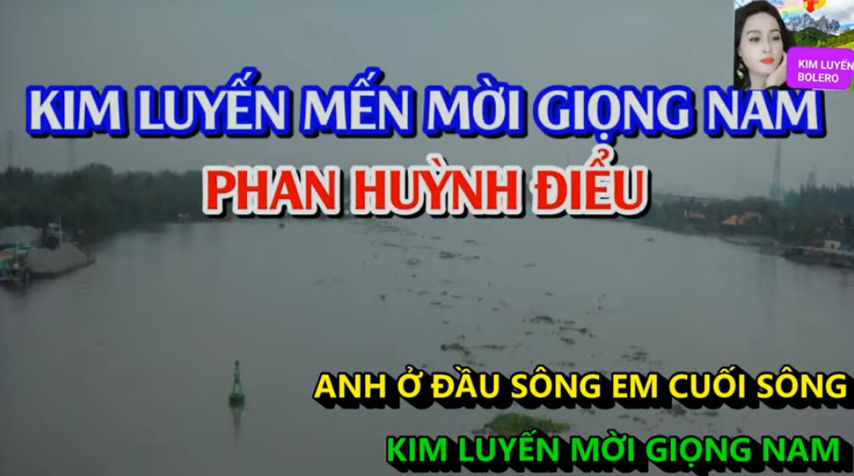 KIM LUYẾN
BOLERO
KIM LUYẾN MẾN MỜI GIỌNG NAM
PHAN HUỲNH ĐIỂU
ANH Ở ĐẦU SÔNG EM CUỐI SÔNG
KIM LUYẾN MỜI GIỌNG NAM